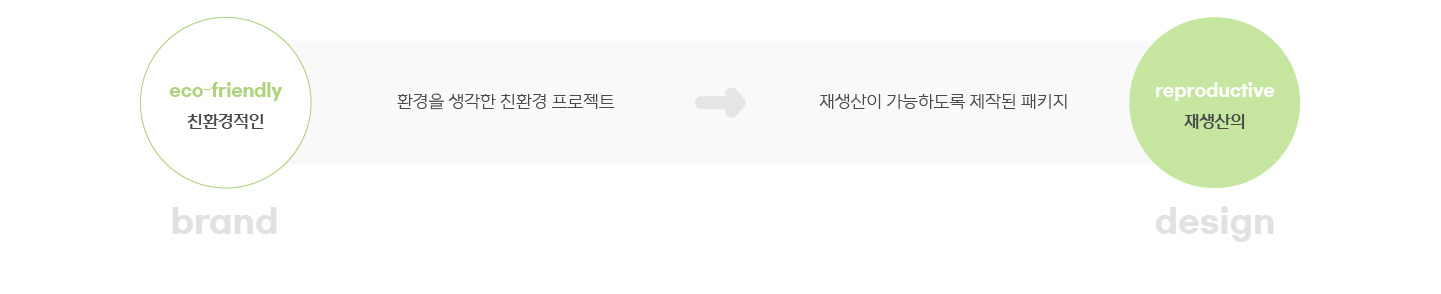 eco-friendly
친환경적인
환경을 생각한 친환경 프로젝트
재생산이 가능하도록 제작된 패키지
reproductive
재생산의
brand
design